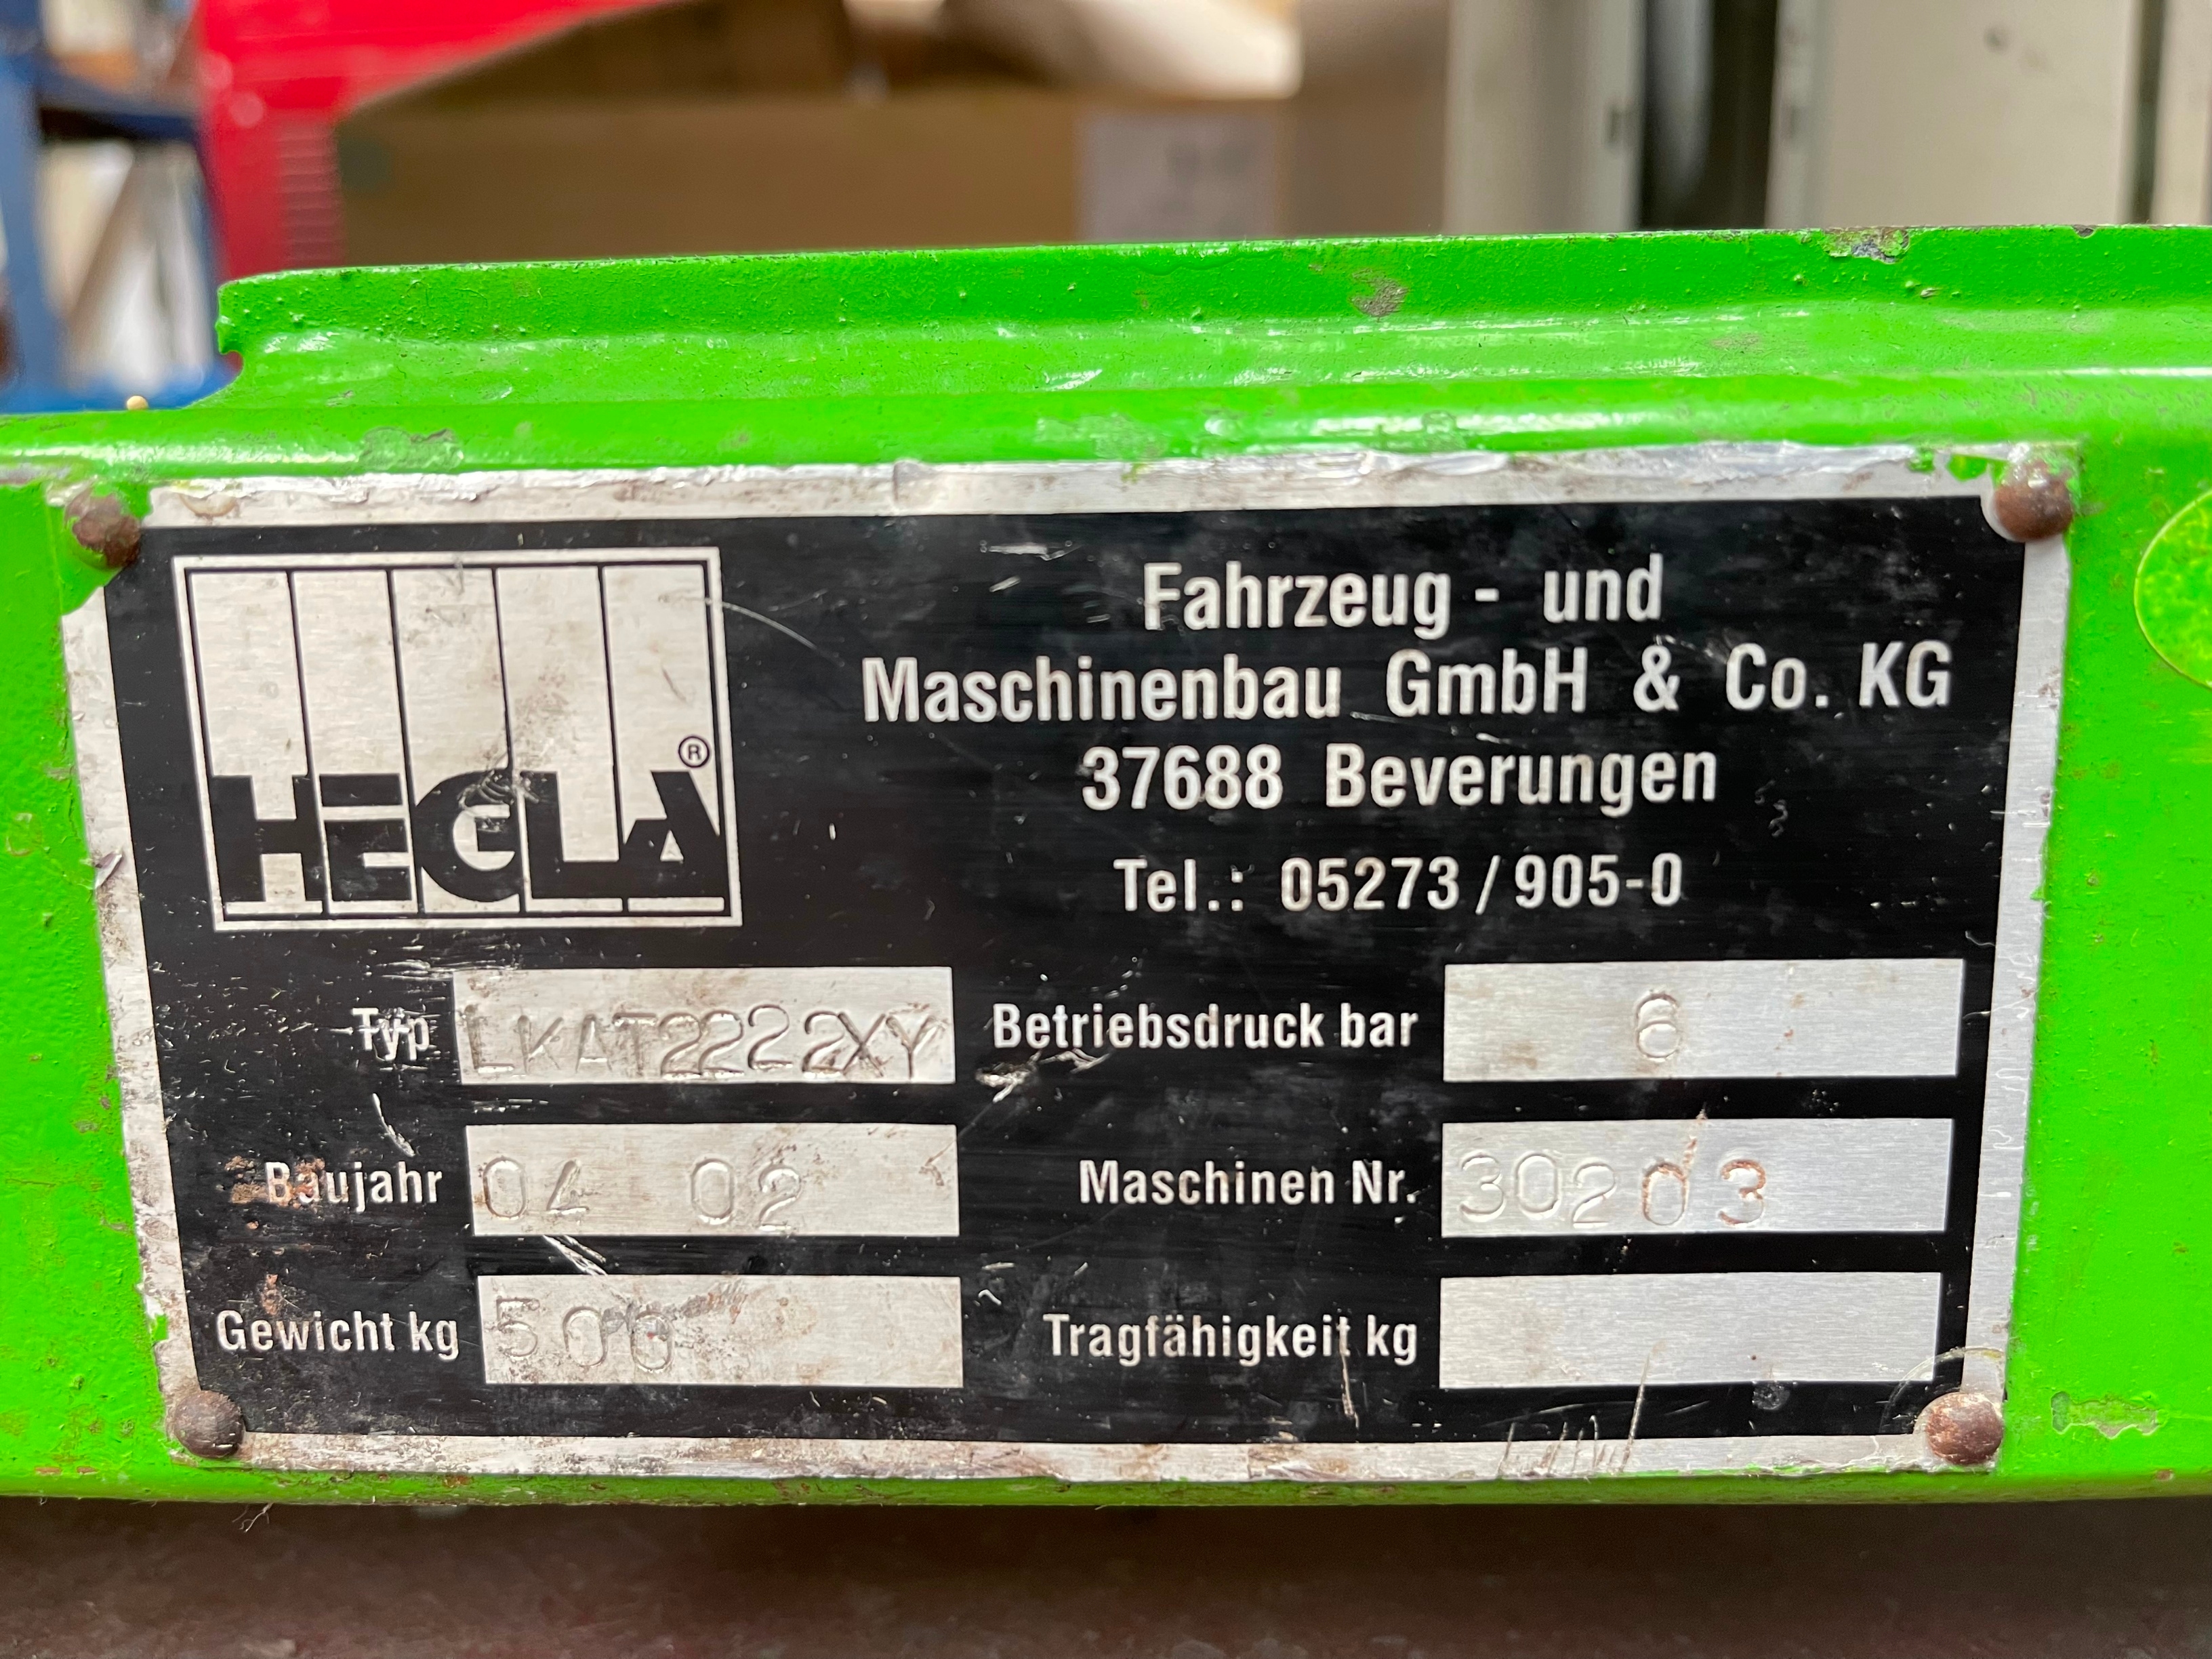 HEGLA®
Fahrzeug - und
Maschinenbau GmbH & Co. KG
37688 Beverungen
Tel.: 05273/905-0
Typ LKAT2222XY
Betriebsdruck bar 6
Baujahr 04 02
Maschinen Nr. 30203
Gewicht kg 500
Tragfähigkeit kg